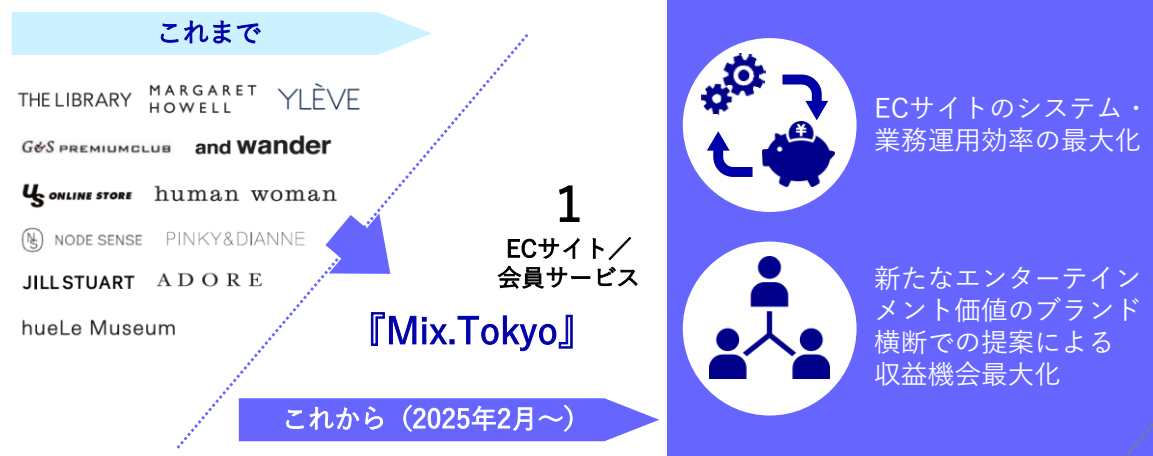 これまで
THE LIBRARY
MARGARET
HOWELL
YLÈVE
G&S PREMIUMCLUB
and wander
US ONLINE STORE
human woman
NS NODE SENSE
PINKY&DIANNE
JILL STUART
ADORE
hueLe Museum
1
ECサイト／
会員サービス
『Mix.Tokyo』
これから（2025年2月～）
¥
ECサイトのシステム・
業務運用効率の最大化
新たなエンターテイン
メント価値のブランド
横断での提案による
収益機会最大化